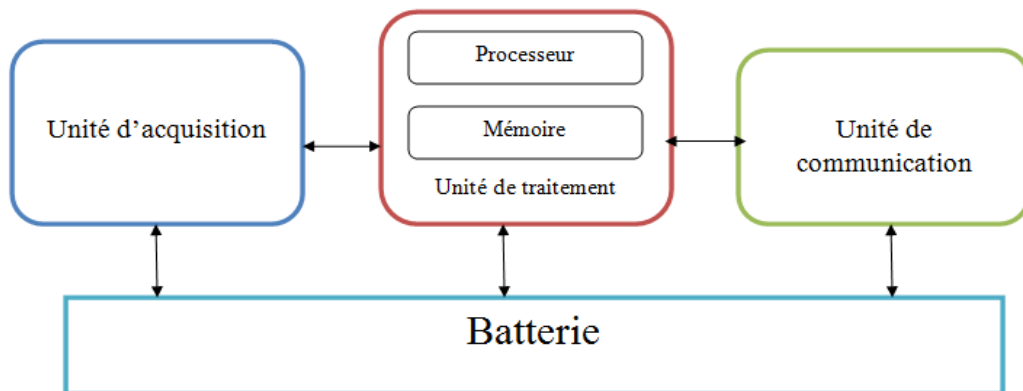 Unité d’acquisition
Processeur
Mémoire
Unité de traitement
Unité de
communication
Batterie